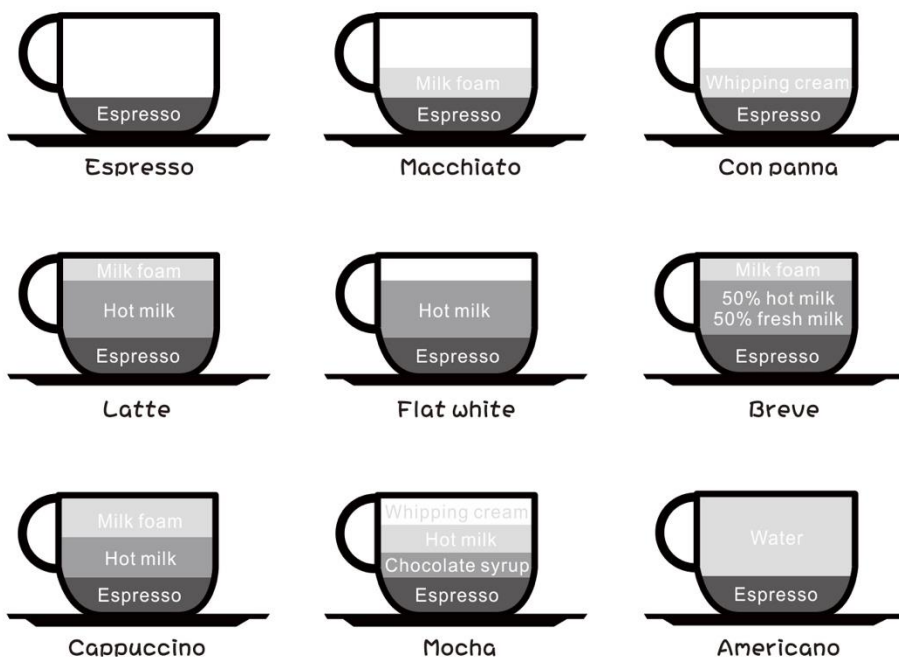 Espresso
Espresso
Milk foam
Espresso
Macchiato
Whipping cream
Espresso
Con panna
Milk foam
Hot milk
Espresso
Latte
Hot milk
Espresso
Flat white
Milk foam
50% hot milk
50% fresh milk
Espresso
Breve
Milk foam
Hot milk
Espresso
Cappuccino
Whipping cream
Hot milk
Chocolate syrup
Espresso
Mocha
Water
Espresso
Americano